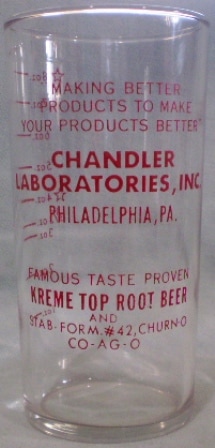 "MAKING BETTER
PRODUCTS TO MAKE
YOUR PRODUCTS BETTER"
CHANDLER
LABORATORIES, INC.
PHILADELPHIA, PA.
FAMOUS TASTE PROVEN
KREME TOP ROOT BEER
AND
STAB-FORM.#42, CHURN-O
CO-AG-O